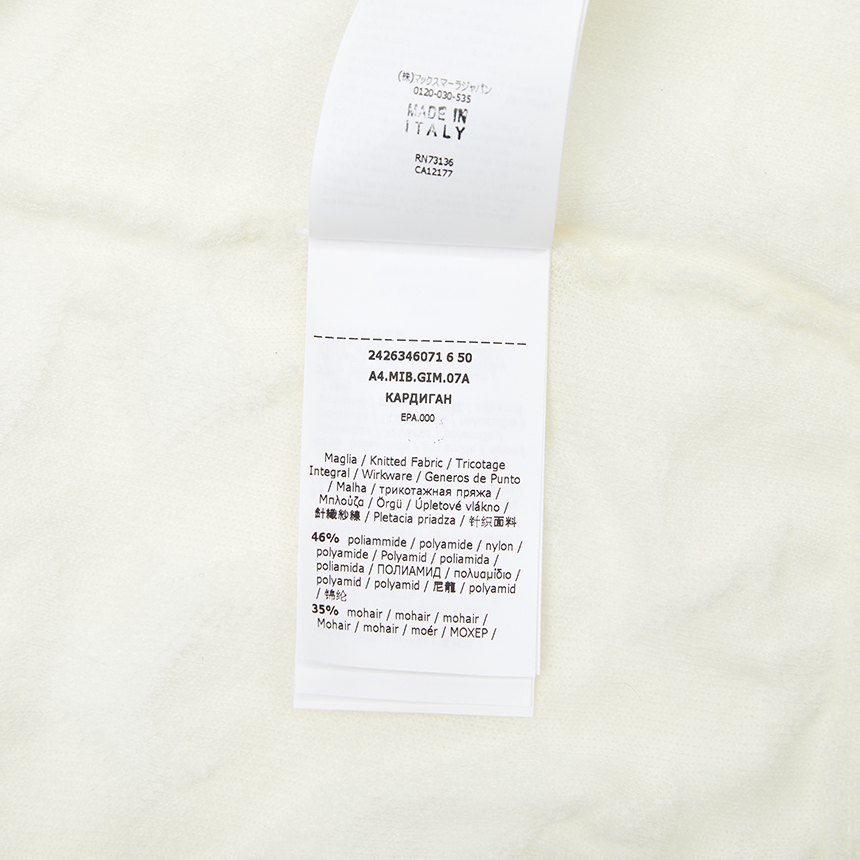 (株)マックスマーラジャパン
0120-030-535
MADE IN
ITALY
RN73136
CA12177
2426346071 6 50
A4.MIB.GIM.07A
КАРДИГАН
EPA.000
Maglia / Knitted Fabric / Tricotage
Integral / Wirkware / Generos de Punto
/ Malha / трикотажная пряжа /
Μπλούζα / Örgü / Úpletové vlákno /
針織紗線 / Pletacia priadza / 针织面料
46% poliammide / polyamide / nylon /
polyamide / Polyamid / poliamida /
poliamida / ПОЛИАМИД / πολυαμίδιο /
polyamid / polyamid / 尼龍 / polyamid
/ 锦纶
35% mohair / mohair / mohair /
Mohair / mohair / moér / МОХЕР /